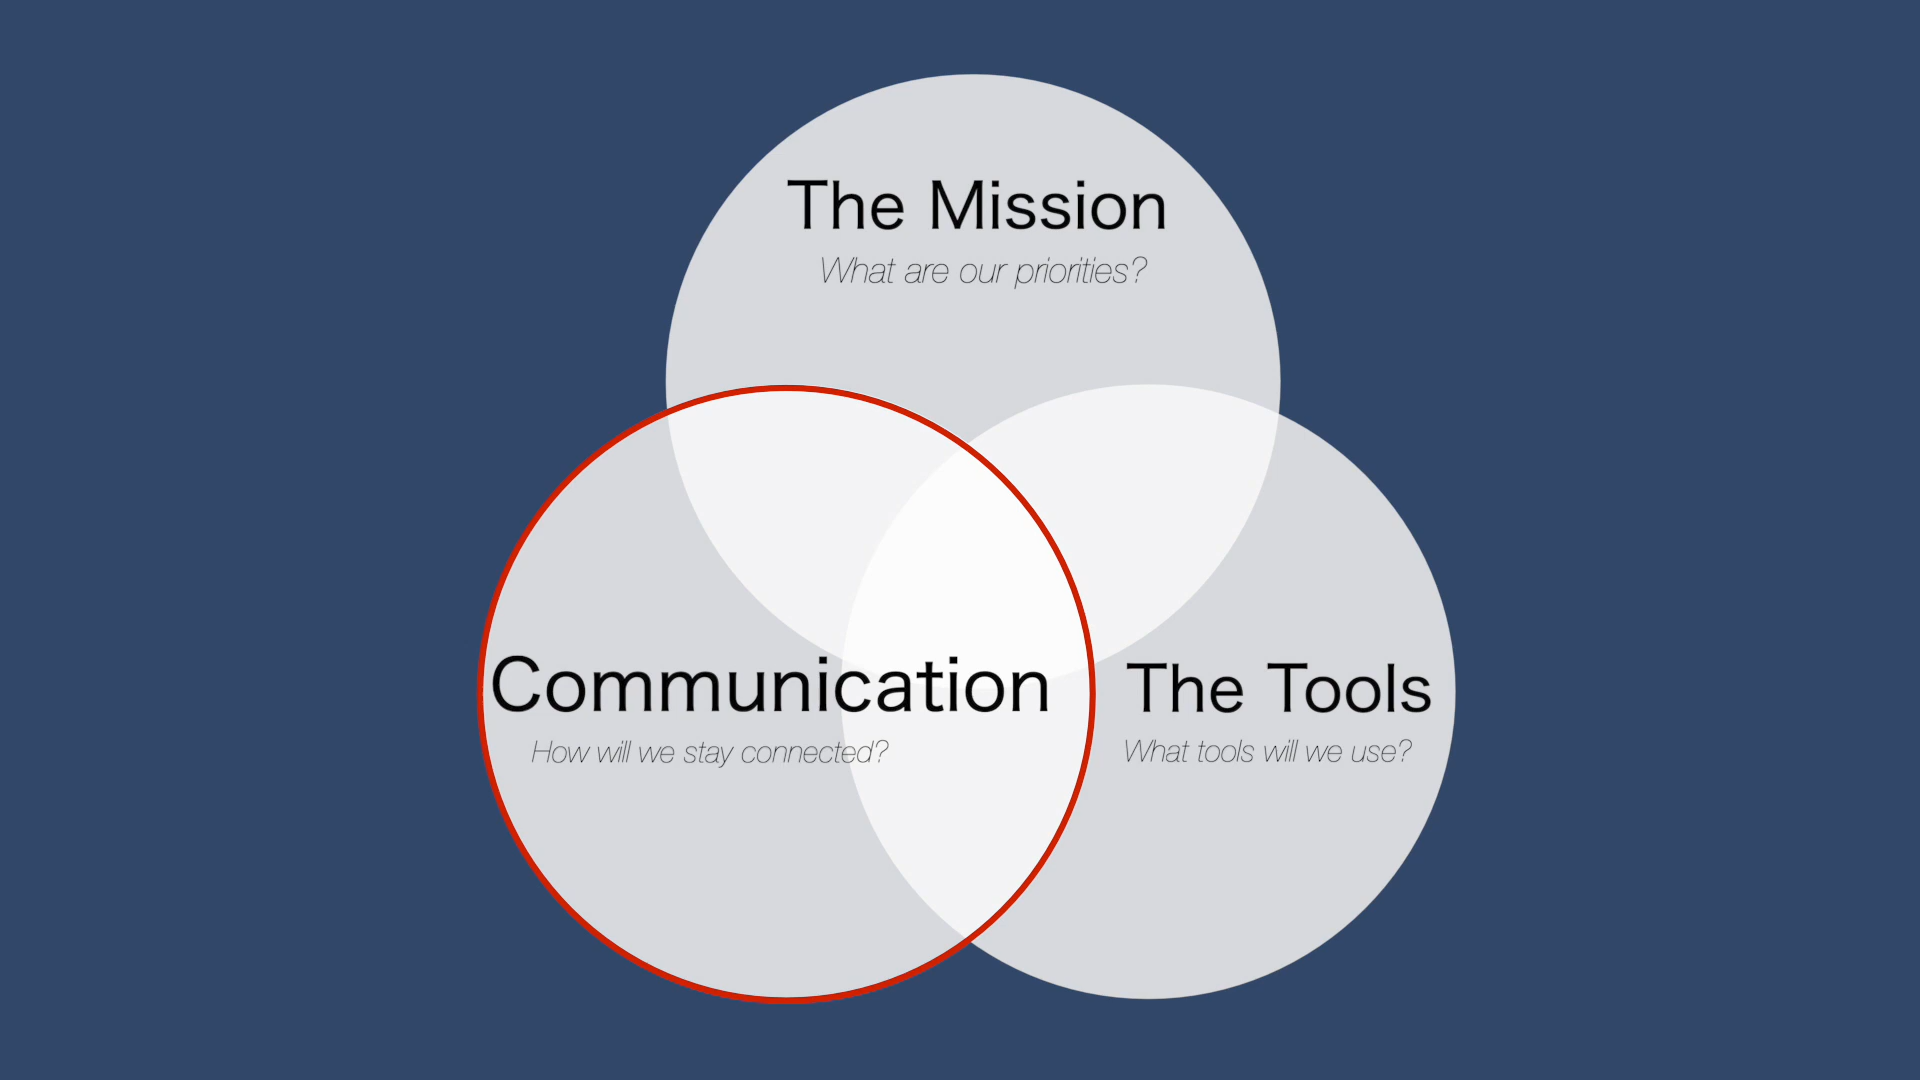 The Mission
What are our priorities?
Communication
How will we stay connected?
The Tools
What tools will we use?